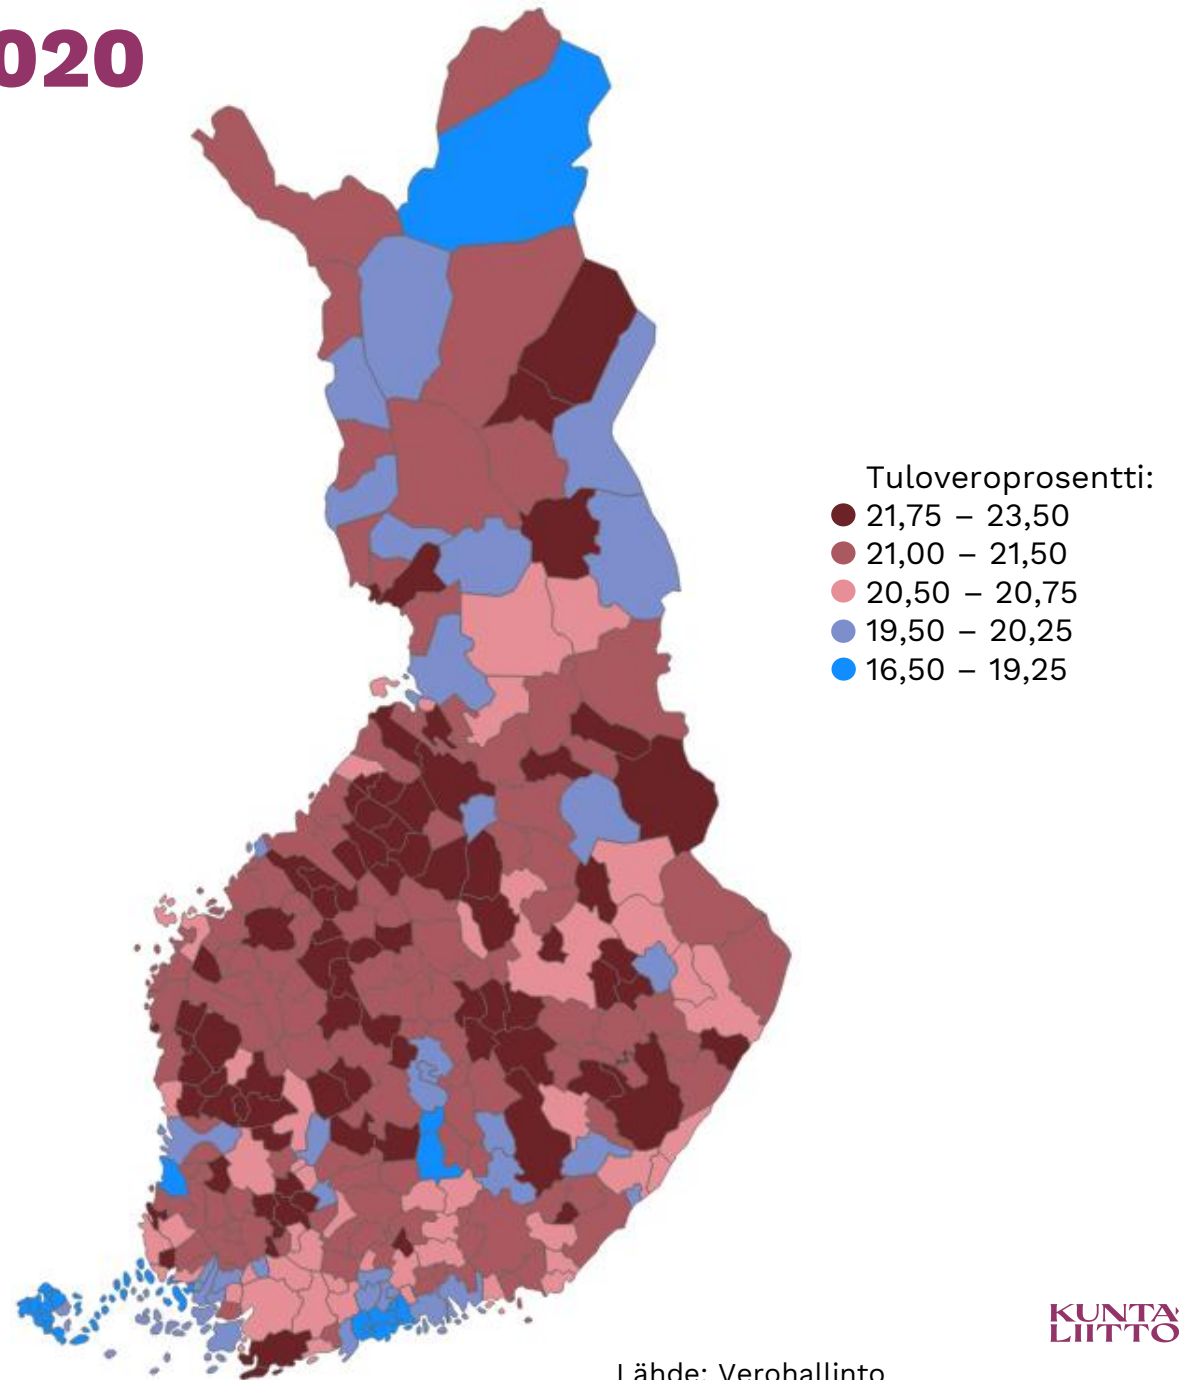 020
Tuloveroprosentti:
21,75 – 23,50
21,00 – 21,50
20,50 – 20,75
19,50 – 20,25
16,50 – 19,25
KUNTA
LIITTO
Lähde: Verohallinto